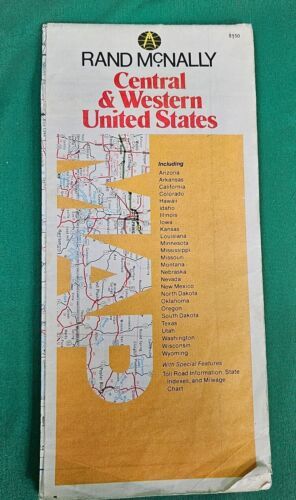 8350
RAND McNALLY
Central
& Western
United States
MAP
Including
Arizona
Arkansas
California
Colorado
Hawaii
Idaho
Illinois
Iowa
Kansas
Louisiana
Minnesota
Mississippi
Missouri
Montana
Nebraska
Nevada
New Mexico
North Dakota
Oklahoma
Oregon
South Dakota
Texas
Utah
Washington
Wisconsin
Wyoming
With Special Features
Toll Road Information, State
Indexes, and Mileage
Chart